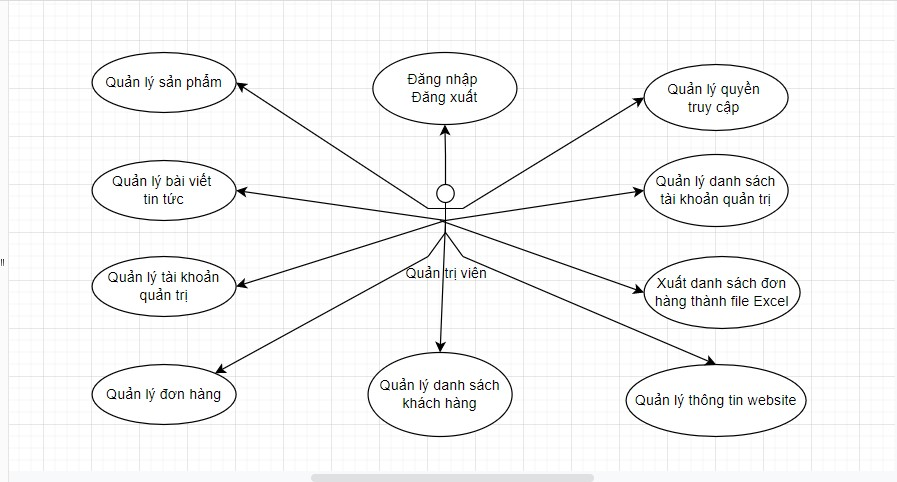 Quản lý sản phẩm
Đăng nhập
Đăng xuất
Quản lý quyền
truy cập
Quản lý bài viết
tin tức
Quản lý danh sách
tài khoản quản trị
Quản trị viên
Quản lý tài khoản
quản trị
Xuất danh sách đơn
hàng thành file Excel
Quản lý đơn hàng
Quản lý danh sách
khách hàng
Quản lý thông tin website